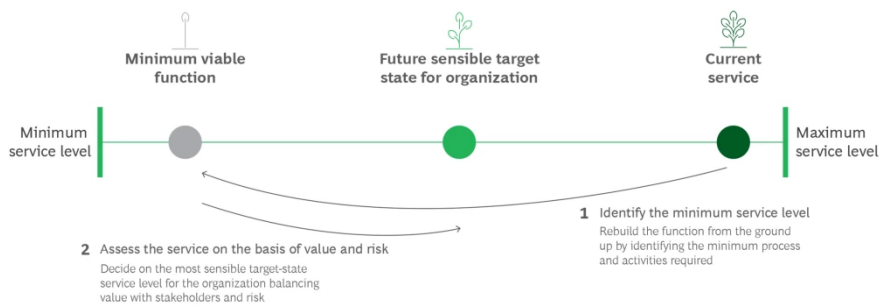 Minimum viable
function
Future sensible target
state for organization
Current
service
Minimum
service level
Maximum
service level
1 Identify the minimum service level
Rebuild the function from the ground
up by identifying the minimum process
and activities required
2 Assess the service on the basis of value and risk
Decide on the most sensible target-state
service level for the organization balancing
value with stakeholders and risk